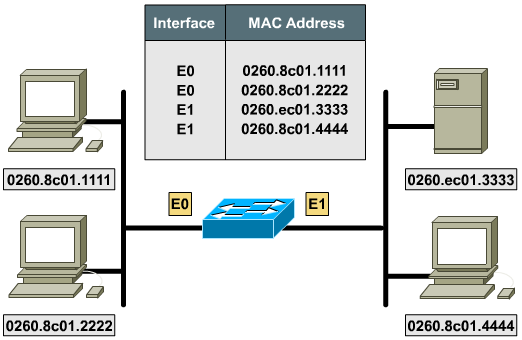 Interface MAC Address
E0 0260.8c01.1111
E0 0260.8c01.2222
E1 0260.ec01.3333
E1 0260.8c01.4444
0260.8c01.1111
0260.ec01.3333
E0
E1
0260.8c01.2222
0260.8c01.4444